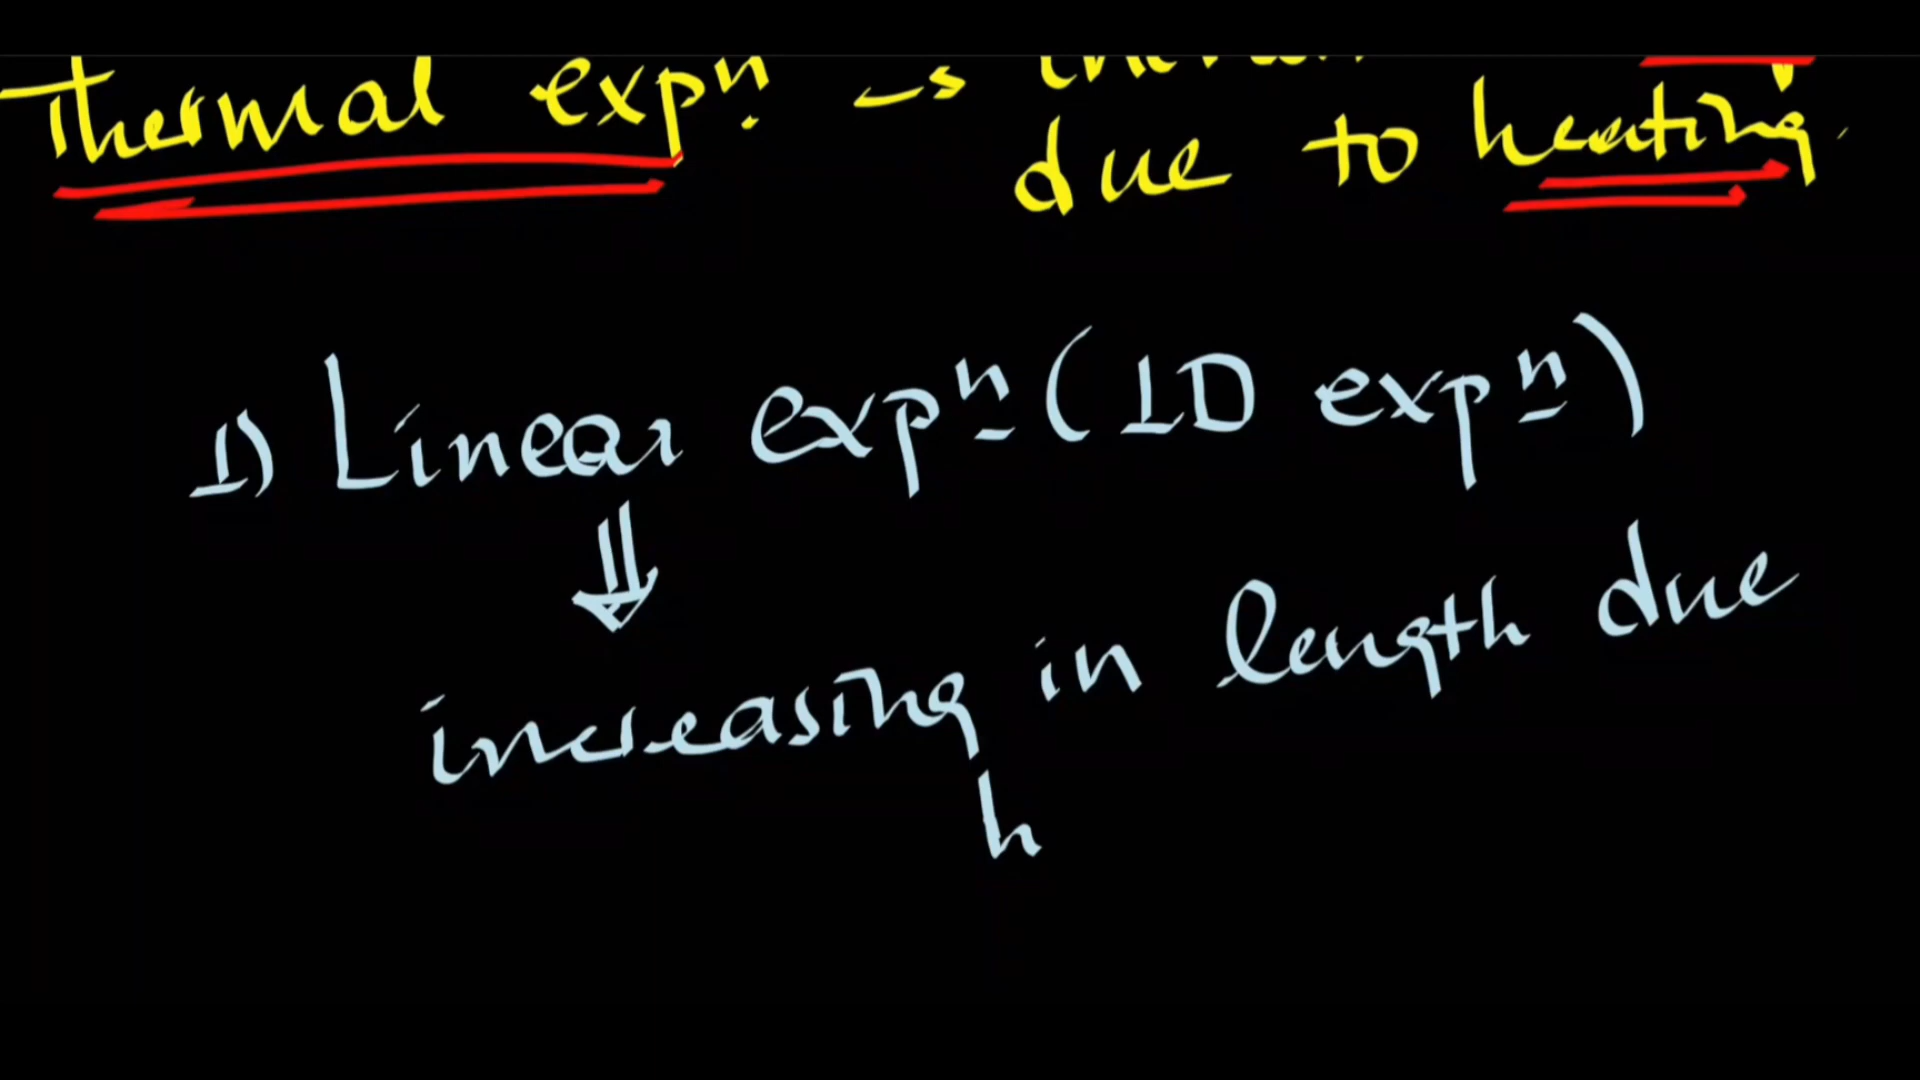 Thermal expn →
due to heating.
1) Linear expn (1D expn)
⇓
increasing in length due
h